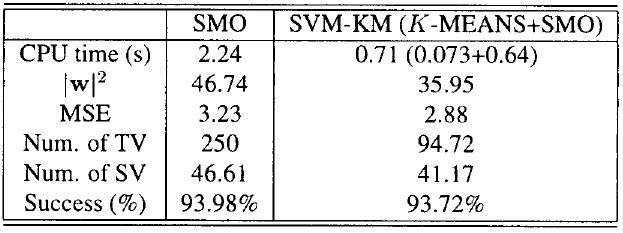 SMO SVM-KM (K-MEANS+SMO)
CPU time (s) 2.24 0.71 (0.073+0.64)
|w|² 46.74 35.95
MSE 3.23 2.88
Num. of TV 250 94.72
Num. of SV 46.61 41.17
Success (%) 93.98% 93.72%